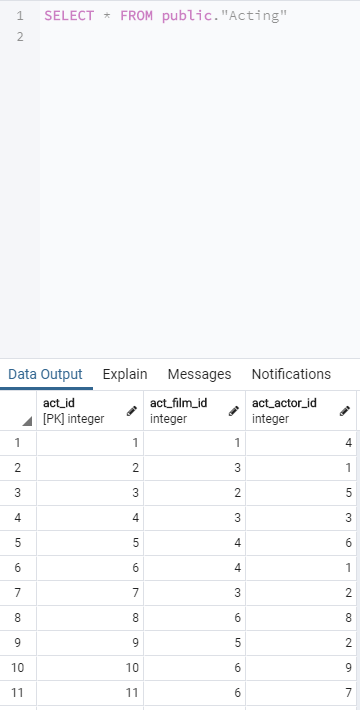 1 SELECT * FROM public."Acting"
2
Data Output Explain Messages Notifications
act_id act_film_id act_actor_id
[PK] integer integer integer
1 1 1 4
2 2 3 1
3 3 2 5
4 4 3 3
5 5 4 6
6 6 4 1
7 7 3 2
8 8 6 8
9 9 5 2
10 10 6 9
11 11 6 7